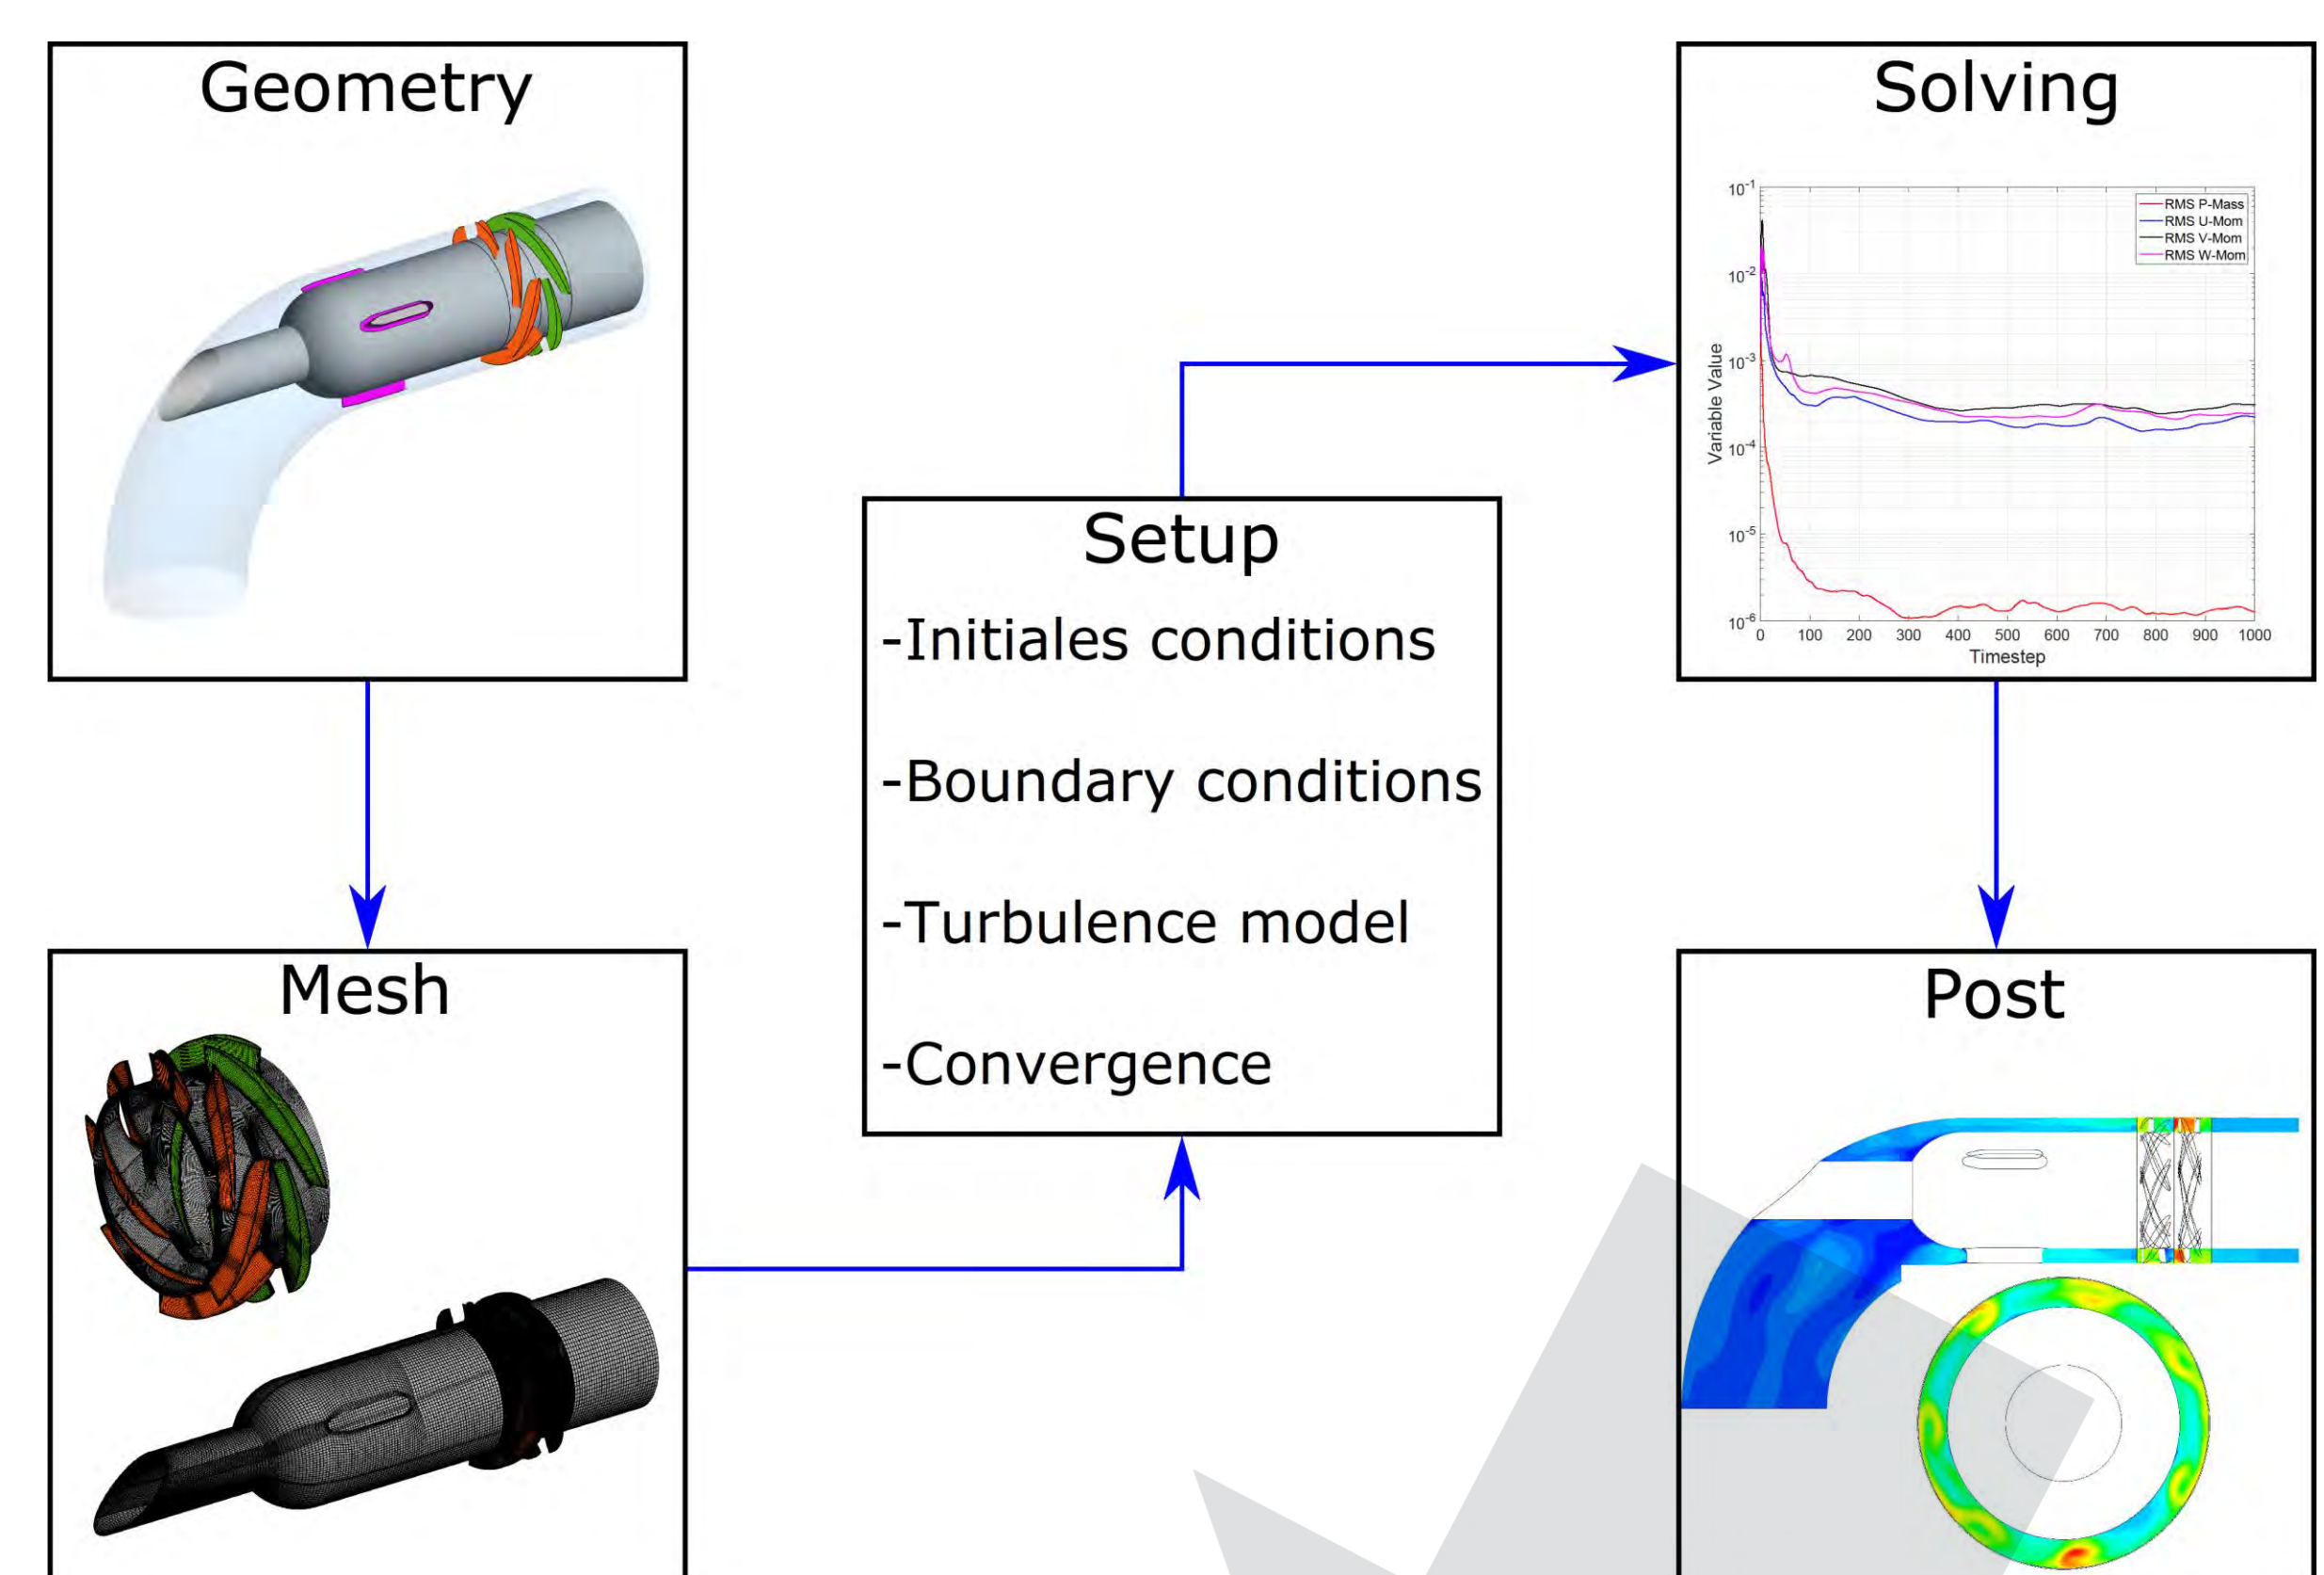 Geometry
Mesh
Setup
-Initiales conditions
-Boundary conditions
-Turbulence model
-Convergence
Solving
10-1
10-2
10-3
10-4
10-5
10-6
Variable Value
RMS P-Mass
RMS U-Mom
RMS V-Mom
RMS W-Mom
0 100 200 300 400 500 600 700 800 900 1000
Timestep
Post